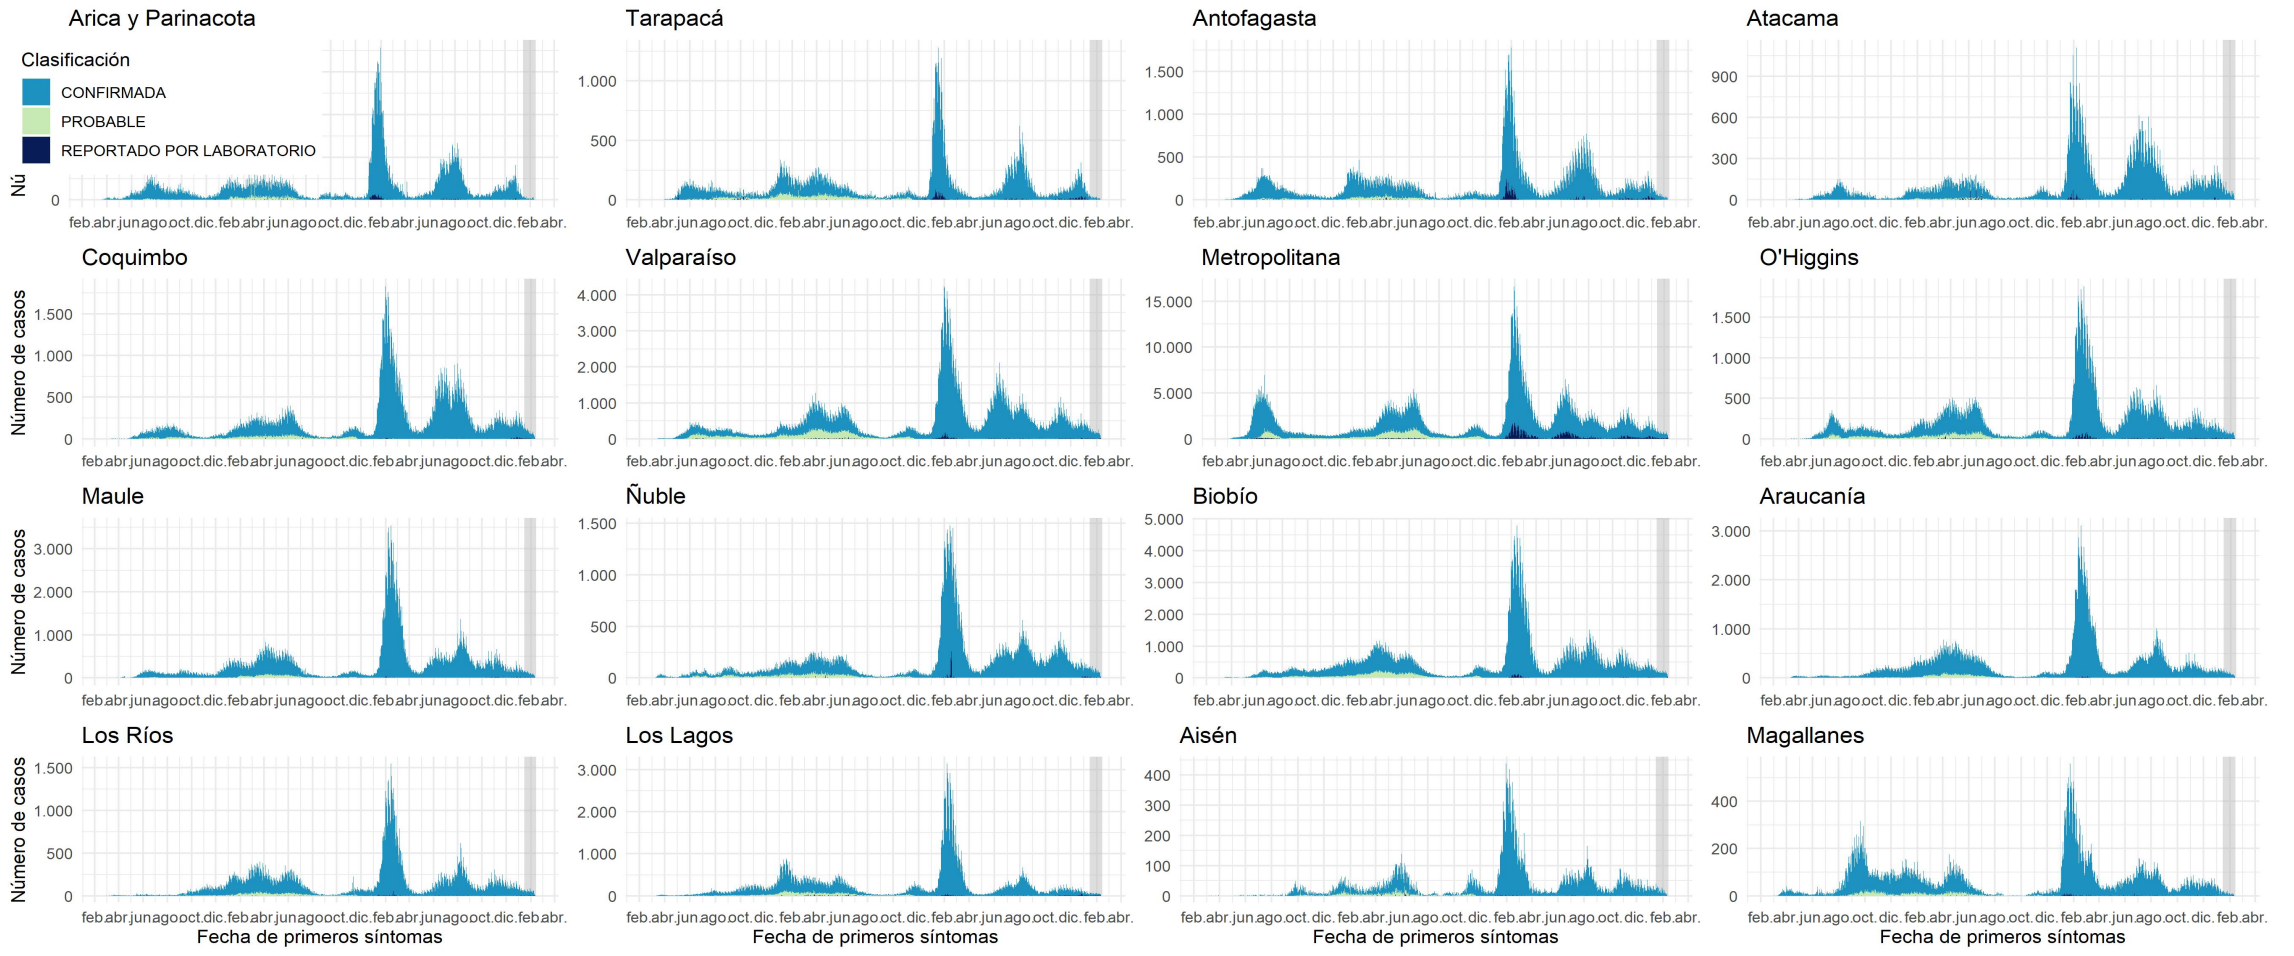 Arica y Parinacota
Clasificación
CONFIRMADA
PROBABLE
REPORTADO POR LABORATORIO
Nú
0
feb. abr. jun. ago. oct. dic. feb. abr. jun. ago. oct. dic. feb. abr. jun. ago. oct. dic. feb. abr.
Tarapacá
1.000
500
0
feb. abr. jun. ago. oct. dic. feb. abr. jun. ago. oct. dic. feb. abr. jun. ago. oct. dic. feb. abr.
Antofagasta
1.500
1.000
500
0
feb. abr. jun. ago. oct. dic. feb. abr. jun. ago. oct. dic. feb. abr. jun. ago. oct. dic. feb. abr.
Atacama
900
600
300
0
feb. abr. jun. ago. oct. dic. feb. abr. jun. ago. oct. dic. feb. abr. jun. ago. oct. dic. feb. abr.
Coquimbo
Número de casos
1.500
1.000
500
0
feb. abr. jun. ago. oct. dic. feb. abr. jun. ago. oct. dic. feb. abr. jun. ago. oct. dic. feb. abr.
Valparaíso
4.000
3.000
2.000
1.000
0
feb. abr. jun. ago. oct. dic. feb. abr. jun. ago. oct. dic. feb. abr. jun. ago. oct. dic. feb. abr.
Metropolitana
15.000
10.000
5.000
0
feb. abr. jun. ago. oct. dic. feb. abr. jun. ago. oct. dic. feb. abr. jun. ago. oct. dic. feb. abr.
O'Higgins
1.500
1.000
500
0
feb. abr. jun. ago. oct. dic. feb. abr. jun. ago. oct. dic. feb. abr. jun. ago. oct. dic. feb. abr.
Maule
Número de casos
3.000
2.000
1.000
0
feb. abr. jun. ago. oct. dic. feb. abr. jun. ago. oct. dic. feb. abr. jun. ago. oct. dic. feb. abr.
Ñuble
1.500
1.000
500
0
feb. abr. jun. ago. oct. dic. feb. abr. jun. ago. oct. dic. feb. abr. jun. ago. oct. dic. feb. abr.
Biobío
5.000
4.000
3.000
2.000
1.000
0
feb. abr. jun. ago. oct. dic. feb. abr. jun. ago. oct. dic. feb. abr. jun. ago. oct. dic. feb. abr.
Araucanía
3.000
2.000
1.000
0
feb. abr. jun. ago. oct. dic. feb. abr. jun. ago. oct. dic. feb. abr. jun. ago. oct. dic. feb. abr.
Los Ríos
Número de casos
1.500
1.000
500
0
feb. abr. jun. ago. oct. dic. feb. abr. jun. ago. oct. dic. feb. abr. jun. ago. oct. dic. feb. abr.
Fecha de primeros síntomas
Los Lagos
3.000
2.000
1.000
0
feb. abr. jun. ago. oct. dic. feb. abr. jun. ago. oct. dic. feb. abr. jun. ago. oct. dic. feb. abr.
Fecha de primeros síntomas
Aisén
400
300
200
100
0
feb. abr. jun. ago. oct. dic. feb. abr. jun. ago. oct. dic. feb. abr. jun. ago. oct. dic. feb. abr.
Fecha de primeros síntomas
Magallanes
400
200
0
feb. abr. jun. ago. oct. dic. feb. abr. jun. ago. oct. dic. feb. abr. jun. ago. oct. dic. feb. abr.
Fecha de primeros síntomas